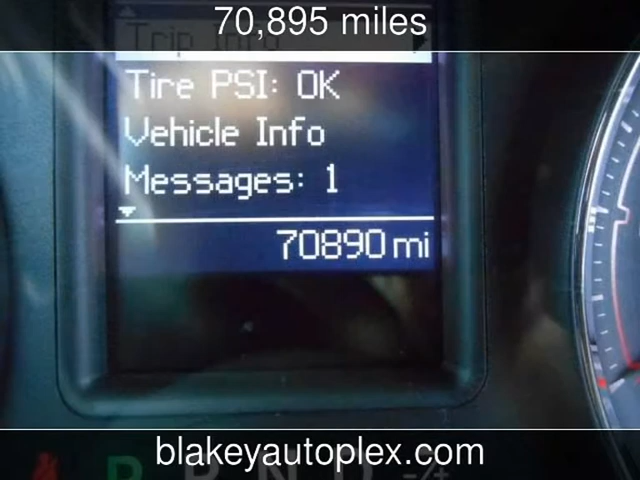 70,895 miles
Trip Info
Tire PSI: OK
Vehicle Info
Messages: 1
70890 mi
blakeyautoplex.com
P R N D -/+